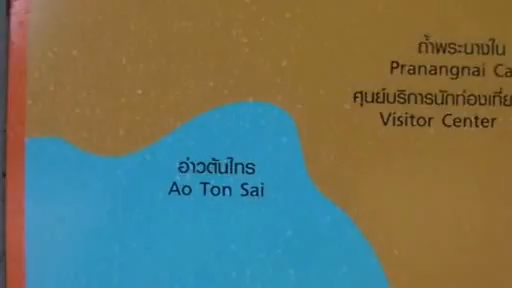 ถ้ำพระนางใน
Pranangnai Ca
ศูนย์บริการนักท่องเที่ย
Visitor Center
อ่าวต้นไทร
Ao Ton Sai